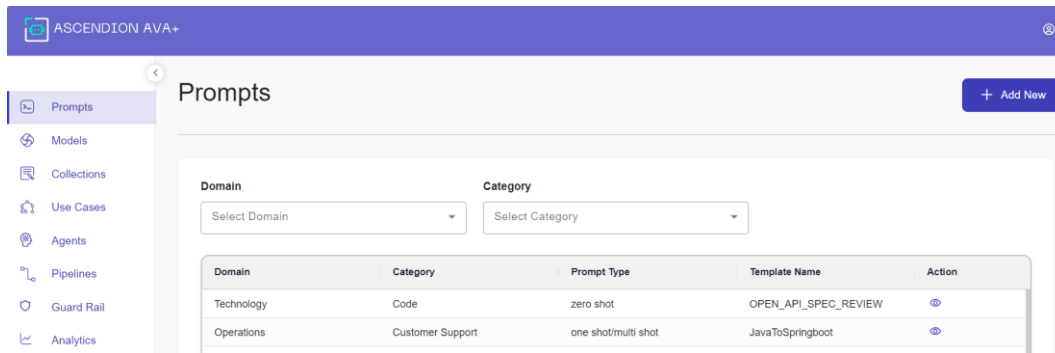 ASCENDION AVA+
Prompts
+ Add New
Prompts
Models
Collections
Use Cases
Agents
Pipelines
Guard Rail
Analytics
Domain Category
Select Domain Select Category
Domain Category Prompt Type Template Name Action
Technology Code zero shot OPEN_API_SPEC_REVIEW
Operations Customer Support one shot/multi shot JavaToSpringboot